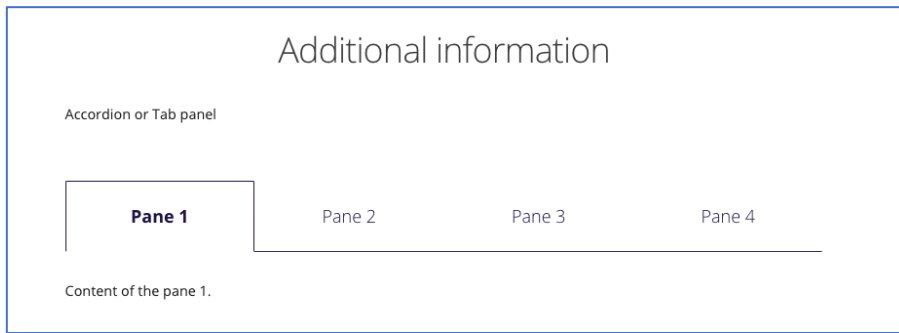 Additional information
Accordion or Tab panel
Pane 1 Pane 2 Pane 3 Pane 4
Content of the pane 1.